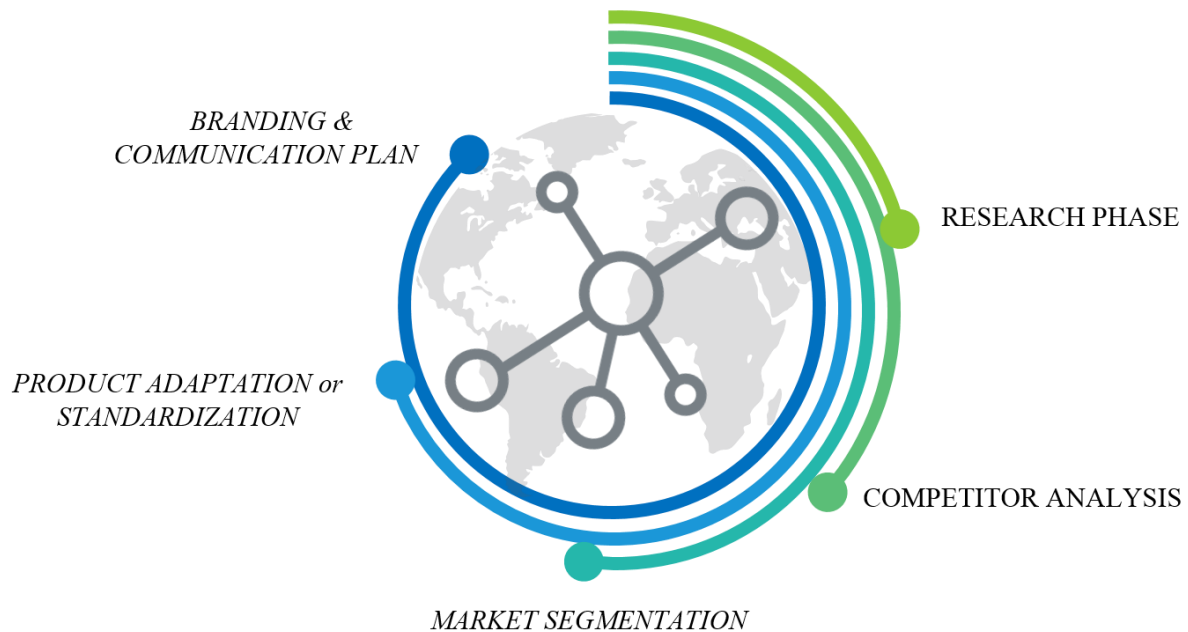 BRANDING &
COMMUNICATION PLAN
RESEARCH PHASE
PRODUCT ADAPTATION or
STANDARDIZATION
COMPETITOR ANALYSIS
MARKET SEGMENTATION